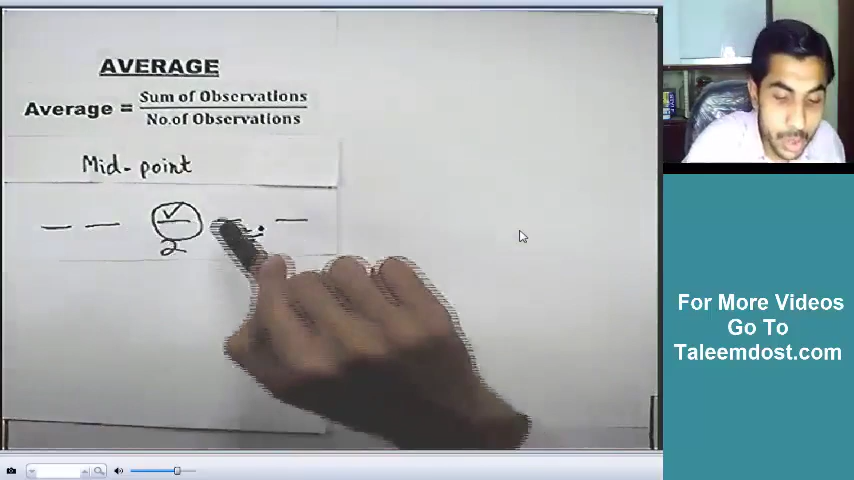 AVERAGE
Average = Sum of Observations
No.of Observations
Mid-point
2
For More Videos
Go To
Taleemdost.com